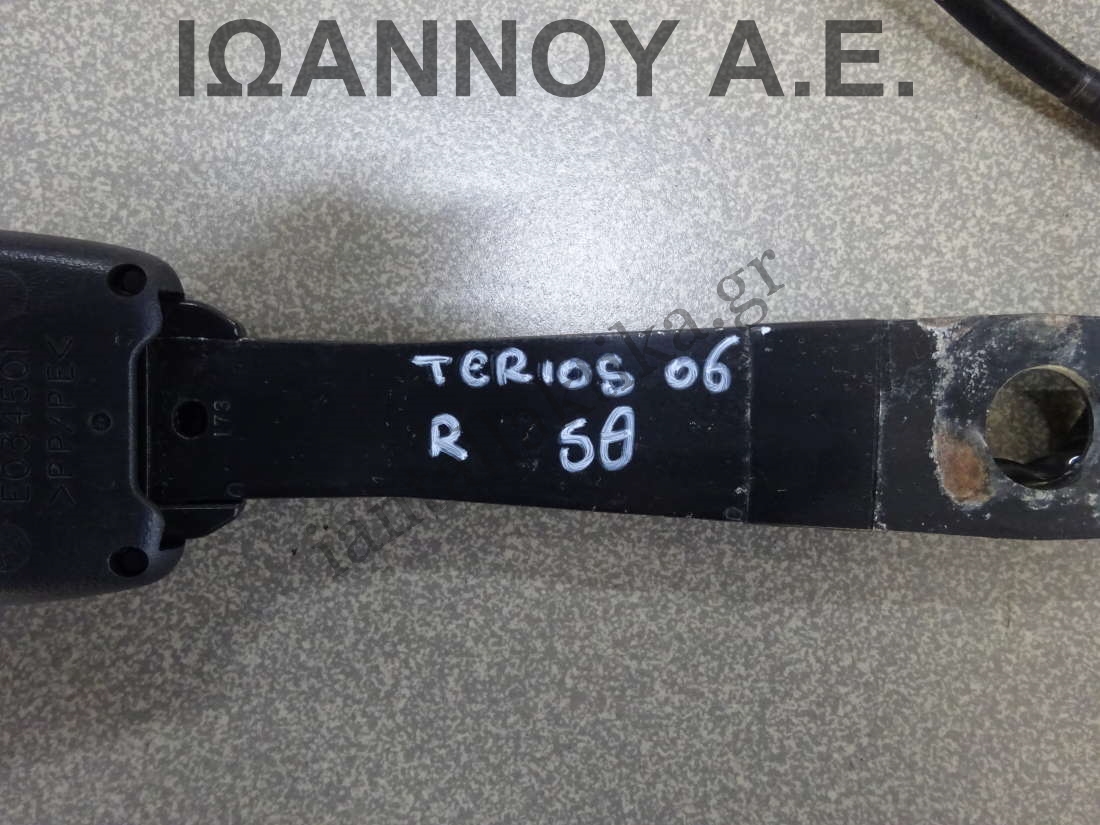 ΙΩΑΝΝΟΥ Α.Ε.
TERIOS 06
R 5θ
173
E034501
>PP/PE<